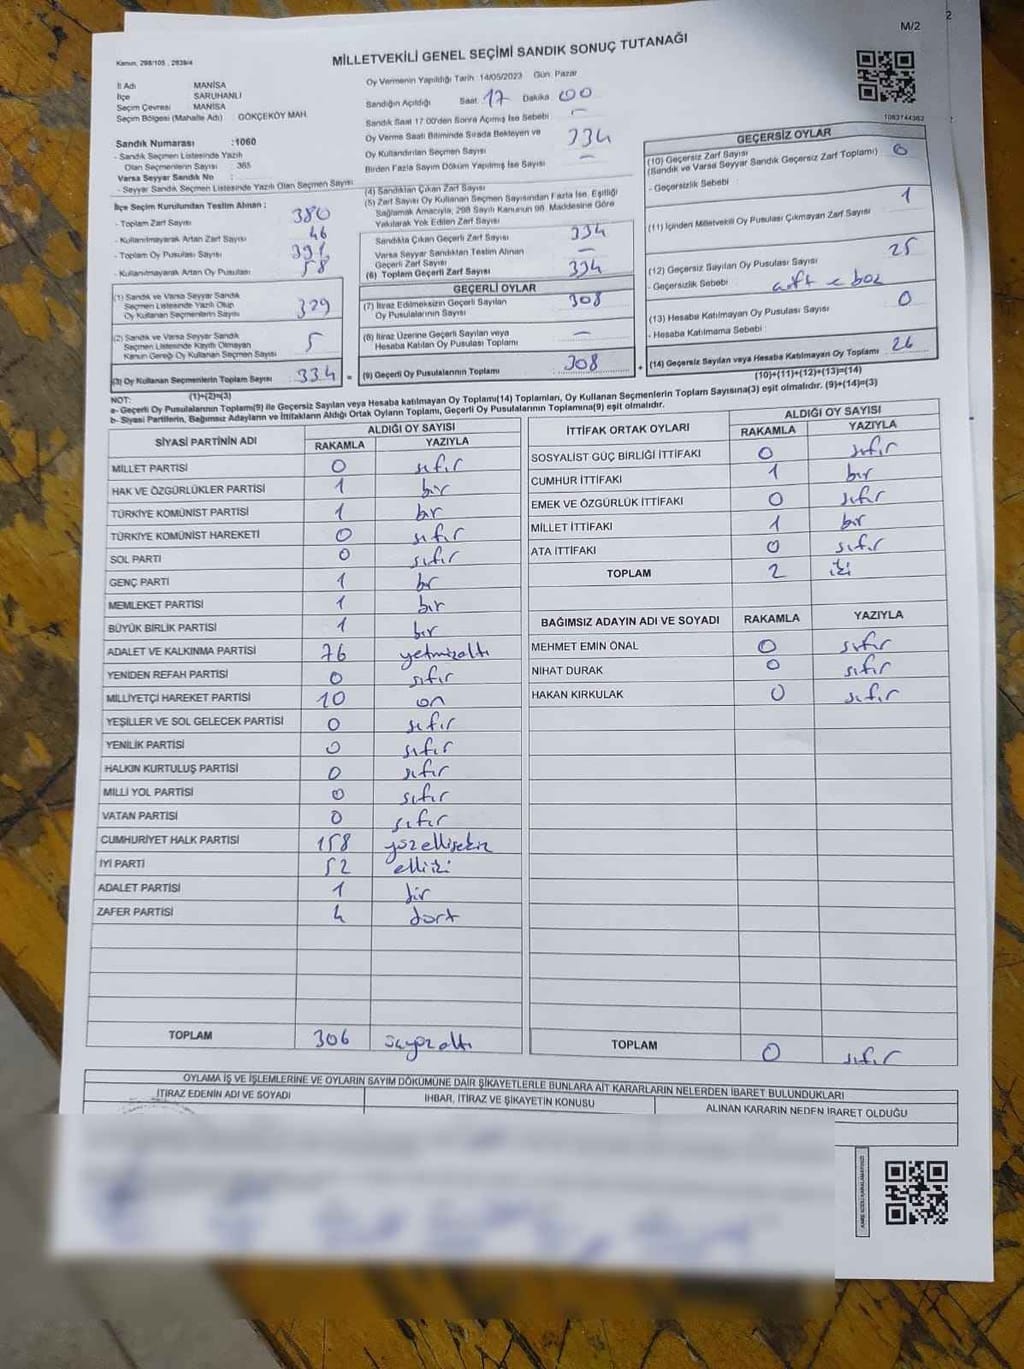 2
M/2
Kanun, 298/105 , 2839/4
MİLLETVEKİLİ GENEL SEÇİMİ SANDIK SONUÇ TUTANAĞI
İl Adı MANİSA
İlçe SARUHANLI
Seçim Çevresi MANİSA
Seçim Bölgesi (Mahalle Adı) : GÖKÇEKÖY MAH.
Oy Vermenin Yapıldığı Tarih : 14/05/2023 Gün: Pazar
Sandığın Açıldığı Saat 17 Dakika 00
Sandık Saat 17:00'den Sonra Açımış İse Sebebi —
Oy Verme Saati Bitiminde Sırada Bekleyen ve
Oy Kullandırılan Seçmen Sayısı 334
Birden Fazla Sayım Döküm Yapılmış İse Sayısı —
1083744362
Sandık Numarası :1060
- Sandık Seçmen Listesinde Yazılı
Olan Seçmenlerin Sayısı : 365
Varsa Seyyar Sandık No :
- Seyyar Sandık Seçmen Listesinde Yazılı Olan Seçmen Sayısı
İlçe Seçim Kurulundan Teslim Alınan :
- Toplam Zarf Sayısı 380
- Kullanılmayarak Artan Zarf Sayısı 46
- Toplam Oy Pusulası Sayısı
- Kullanılmayarak Artan Oy Pusulası 58
(1) Sandık ve Varsa Seyyar Sandık
Seçmen Listesinde Yazılı Olup
Oy Kullanan Seçmenlerin Sayısı 329
(2) Sandık ve Varsa Seyyar Sandık
Seçmen Listesinde Kayıtlı Olmayan
Kanun Gereği Oy Kullanan Seçmen Sayısı 5
(3) Oy Kullanan Seçmenlerin Toplam Sayısı 334 =
(1)+(2)=(3)
(4) Sandıktan Çıkan Zarf Sayısı
(5) Zarf Sayısı Oy Kullanan Seçmen Sayısından Fazla İse, Eşitliği
Sağlamak Amacıyla, 298 Sayılı Kanunun 98. Maddesine Göre
Yakılarak Yok Edilen Zarf Sayısı
Sandıkta Çıkan Geçerli Zarf Sayısı 334
Varsa Seyyar Sandıktan Teslim Alınan
Geçerli Zarf Sayısı —
(6) Toplam Geçerli Zarf Sayısı 334
GEÇERLİ OYLAR
(7) İtiraz Edilmeksizin Geçerli Sayılan
Oy Pusulalarının Sayısı 308
(8) İtiraz Üzerine Geçerli Sayılan veya
Hesaba Katılan Oy Pusulası Toplamı —
(9) Geçerli Oy Pusulalarının Toplamı 308 +
GEÇERSİZ OYLAR
(10) Geçersiz Zarf Sayısı
(Sandık ve Varsa Seyyar Sandık Geçersiz Zarf Toplamı) 0
- Geçersizlik Sebebi :
(11) İçinden Milletvekili Oy Pusulası Çıkmayan Zarf Sayısı 1
(12) Geçersiz Sayılan Oy Pusulası Sayısı 25
- Geçersizlik Sebebi
(13) Hesaba Katılmayan Oy Pusulası Sayısı 0
- Hesaba Katılmama Sebebi :
(14) Geçersiz Sayılan veya Hesaba Katılmayan Oy Toplamı 26
(10)+(11)+(12)+(13)=(14)
NOT:
a- Geçerli Oy Pusulalarının Toplamı(9) ile Geçersiz Sayılan veya Hesaba katılmayan Oy Toplamı(14) Toplamları, Oy Kullanan Seçmenlerin Toplam Sayısına(3) eşit olmalıdır. (9)+(14)=(3)
b- Siyasi Partilerin, Bağımsız Adayların ve İttifakların Aldığı Ortak Oyların Toplamı, Geçerli Oy Pusulalarının Toplamına(9) eşit olmalıdır.
SİYASİ PARTİNİN ADI ALDIĞI OY SAYISI
RAKAMLA YAZIYLA
MİLLET PARTİSİ 0 sıfır
HAK VE ÖZGÜRLÜKLER PARTİSİ 1 bir
TÜRKİYE KOMÜNİST PARTİSİ 1 bir
TÜRKİYE KOMÜNİST HAREKETİ 0 sıfır
SOL PARTİ 0 sıfır
GENÇ PARTİ 1 br
MEMLEKET PARTİSİ 1 bır
BÜYÜK BİRLİK PARTİSİ 1 bır
ADALET VE KALKINMA PARTİSİ 76 yetmişaltı
YENİDEN REFAH PARTİSİ 0 sıfır
MİLLİYETÇİ HAREKET PARTİSİ 10 on
YEŞİLLER VE SOL GELECEK PARTİSİ 0 sıfır
YENİLİK PARTİSİ 0 sıfır
HALKIN KURTULUŞ PARTİSİ 0 sıfır
MİLLİ YOL PARTİSİ 0 sıfır
VATAN PARTİSİ 0 sıfır
CUMHURİYET HALK PARTİSİ 158 yüzellisekiz
İYİ PARTİ 52 elliiki
ADALET PARTİSİ 1 bir
ZAFER PARTİSİ 4 dört
TOPLAM 306 üçyüzaltı
İTTİFAK ORTAK OYLARI ALDIĞI OY SAYISI
RAKAMLA YAZIYLA
SOSYALİST GÜÇ BİRLİĞİ İTTİFAKI 0 sıfır
CUMHUR İTTİFAKI 1 bir
EMEK VE ÖZGÜRLÜK İTTİFAKI 0 sıfır
MİLLET İTTİFAKI 1 bir
ATA İTTİFAKI 0 sıfır
TOPLAM 2 iki
BAĞIMSIZ ADAYIN ADI VE SOYADI RAKAMLA YAZIYLA
MEHMET EMİN ÖNAL 0 sıfır
NİHAT DURAK 0 sıfır
HAKAN KIRKULAK 0 sıfır
TOPLAM 0 sıfır
OYLAMA İŞ VE İŞLEMLERİNE VE OYLARIN SAYIM DÖKÜMÜNE DAİR ŞİKAYETLERLE BUNLARA AİT KARARLARIN NELERDEN İBARET BULUNDUKLARI
İTİRAZ EDENİN ADI VE SOYADI İHBAR, İTİRAZ VE ŞİKAYETİN KONUSU ALINAN KARARIN NEDEN İBARET OLDUĞU